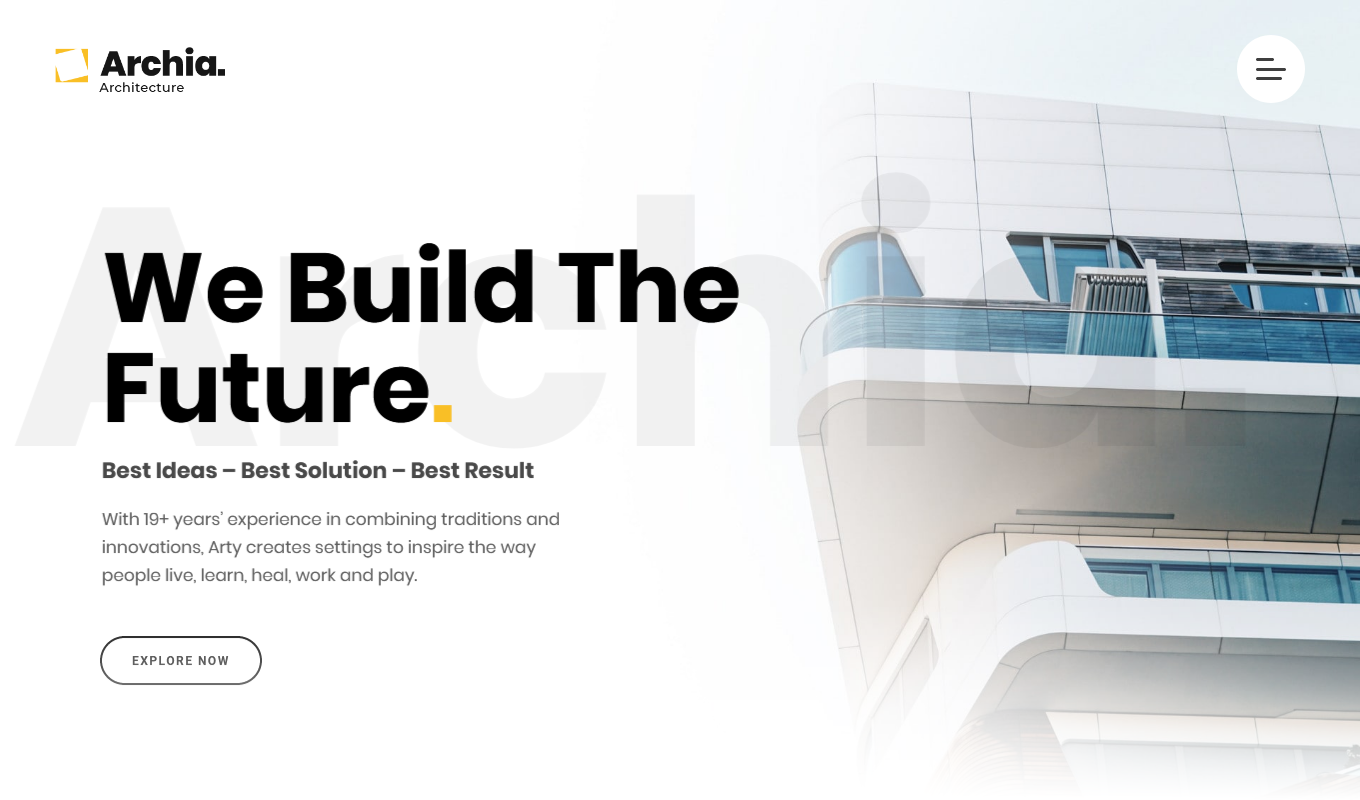 Archia.
Architecture
Archia.
We Build The
Future.
Best Ideas – Best Solution – Best Result
With 19+ years’ experience in combining traditions and
innovations, Arty creates settings to inspire the way
people live, learn, heal, work and play.
EXPLORE NOW